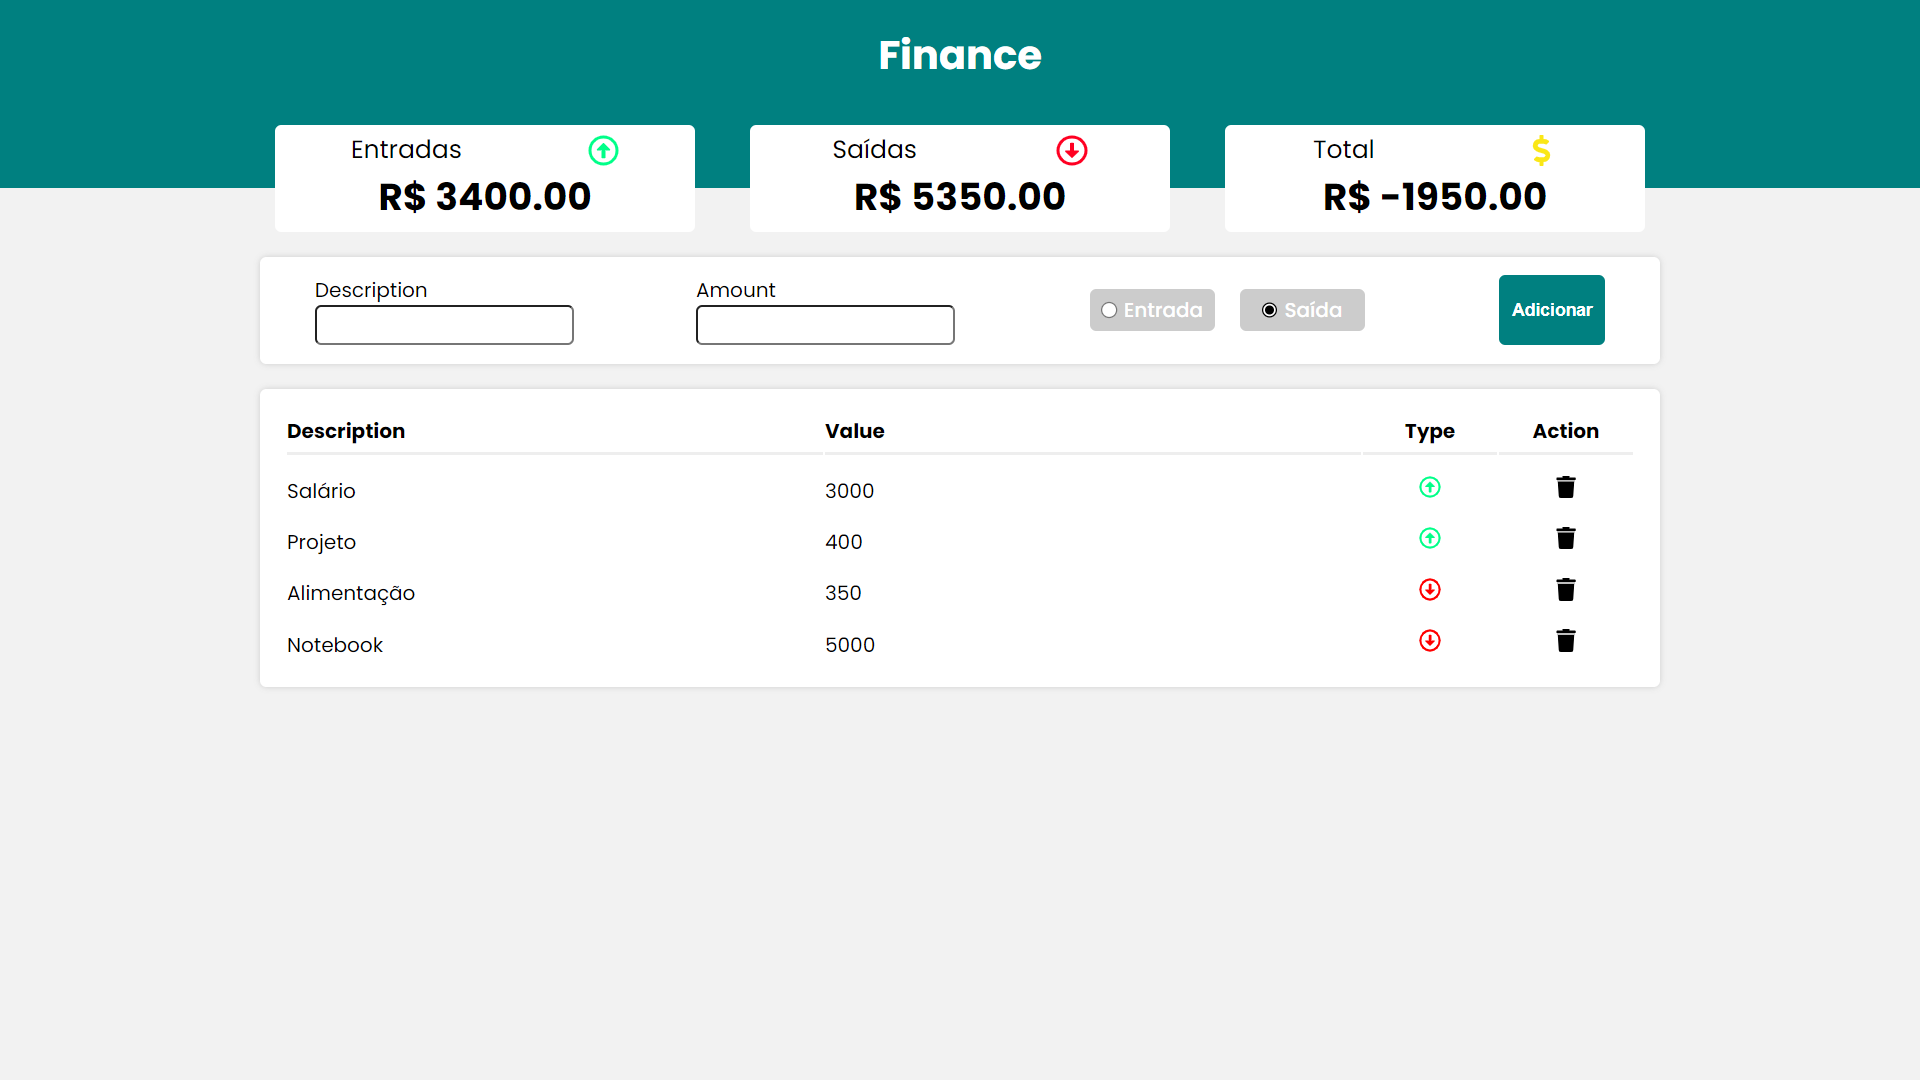 Finance
Entradas
R$ 3400.00
Saídas
R$ 5350.00
Total
R$ -1950.00
Description
Amount
Entrada
Saída
Adicionar
Description Value Type Action
Salário 3000
Projeto 400
Alimentação 350
Notebook 5000